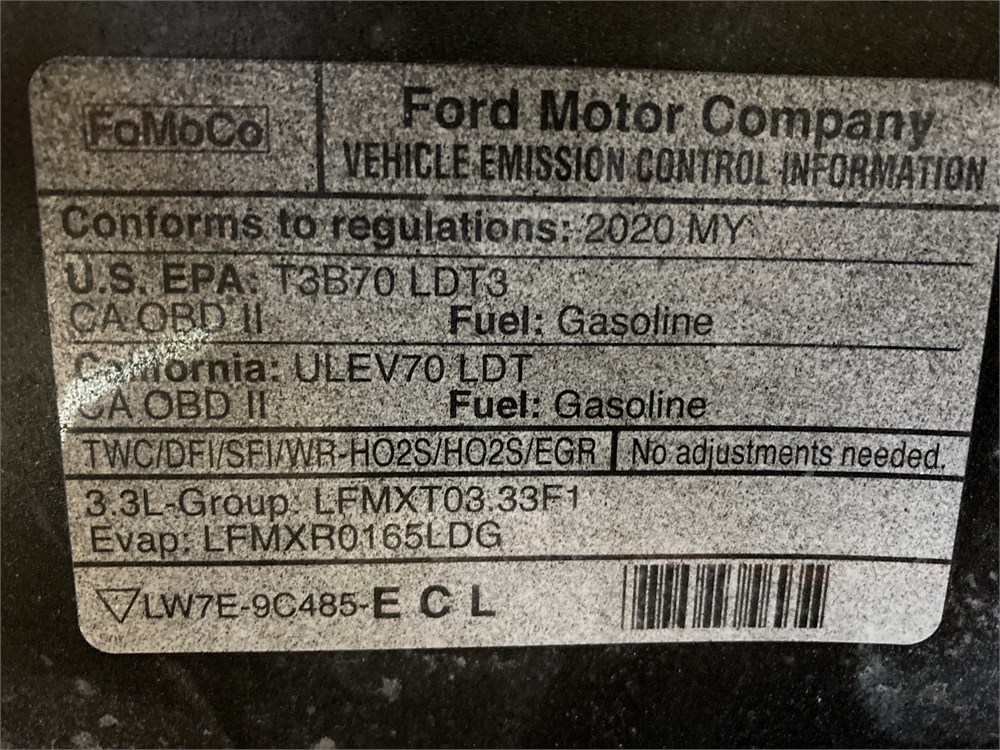 FoMoCo
Ford Motor Company
VEHICLE EMISSION CONTROL INFORMATION
Conforms to regulations: 2020 MY
U.S. EPA: T3B70 LDT3
CA OBD II Fuel: Gasoline
California: ULEV70 LDT
CA OBD II Fuel: Gasoline
TWC/DFI/SFI/WR-HO2S/HO2S/EGR No adjustments needed.
3.3L-Group: LFMXT03.33F1
Evap: LFMXR0165LDG
LW7E-9C485-E C L